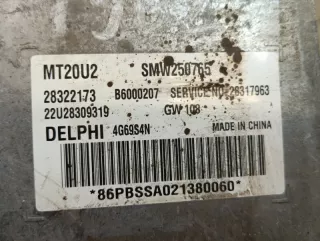 MT20U2 SMW250765
28322173 B6000207 SERVICE NO. 28317963
22U28309319 GW 108
DELPHI 4G69S4N MADE IN CHINA
*86PBSSA021380060*